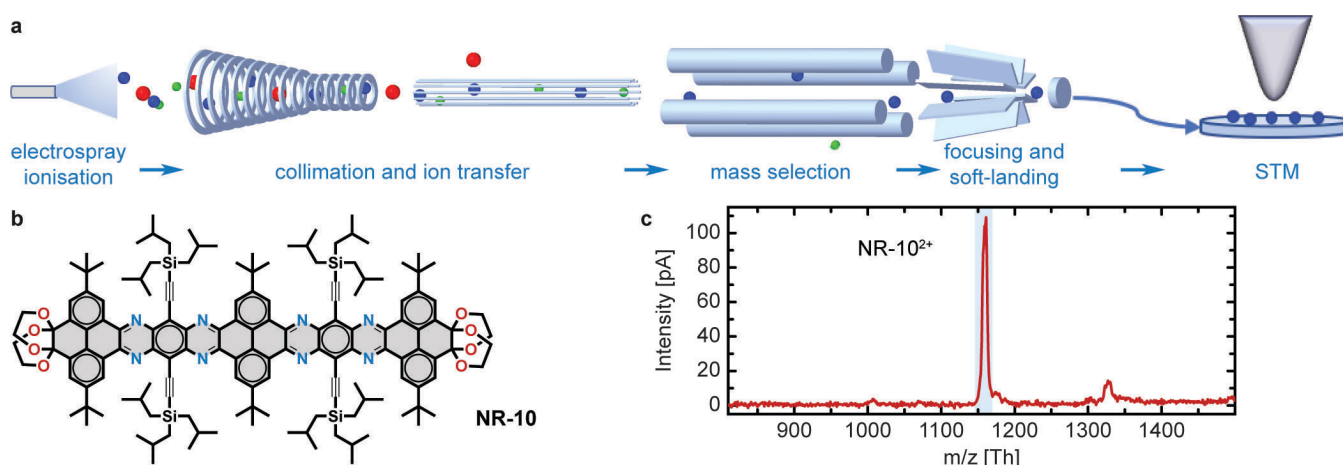 a
electrospray
ionisation
collimation and ion transfer
mass selection
focusing and
soft-landing
STM
b
Si
Si
O
O
O
O
N
N
N
N
N
N
N
N
O
O
O
O
Si
Si
NR-10
c
NR-10²⁺
Intensity [pA]
100
80
60
40
20
0
900
1000
1100
1200
1300
1400
m/z [Th]